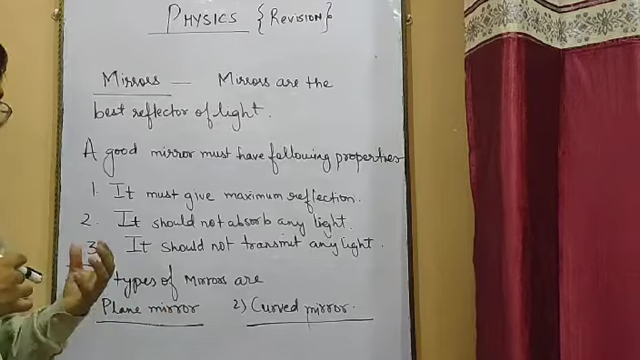 PHYSICS {REVISION}
Mirrors — Mirrors are the
best reflector of light.
A good mirror must have following properties
1. It must give maximum reflection.
2. It should not absorb any light.
3. It should not transmit any light.
types of Mirrors are
Plane mirror 2) Curved mirror.